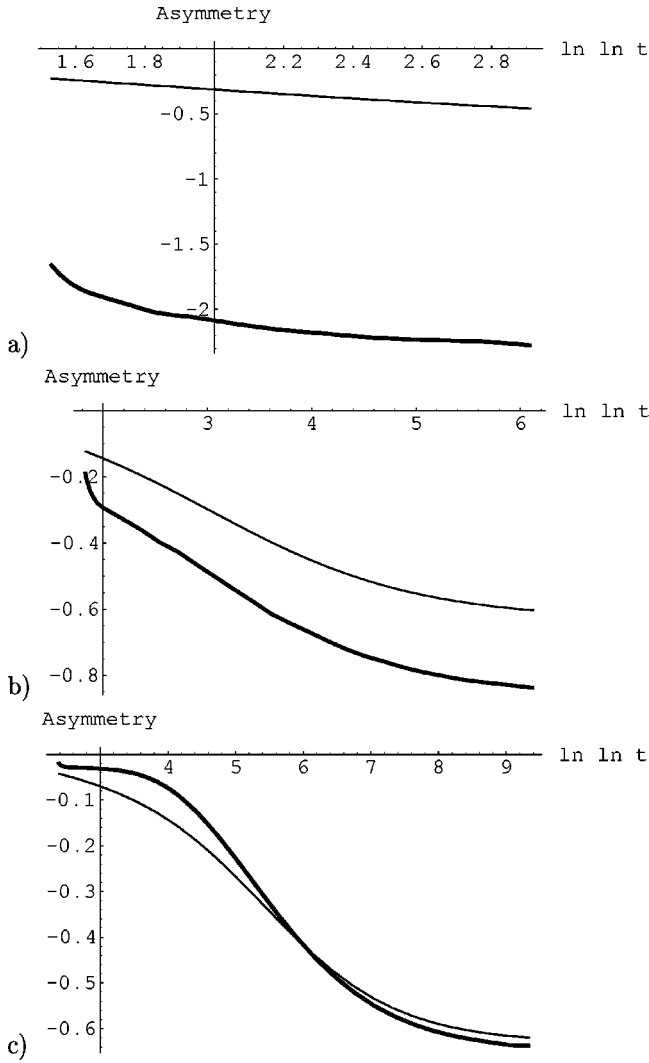 Asymmetry
1.6 1.8 2.2 2.4 2.6 2.8 ln ln t
-0.5
-1
-1.5
-2
a)
Asymmetry
3 4 5 6 ln ln t
-0.2
-0.4
-0.6
-0.8
b)
Asymmetry
4 5 6 7 8 9 ln ln t
-0.1
-0.2
-0.3
-0.4
-0.5
-0.6
c)